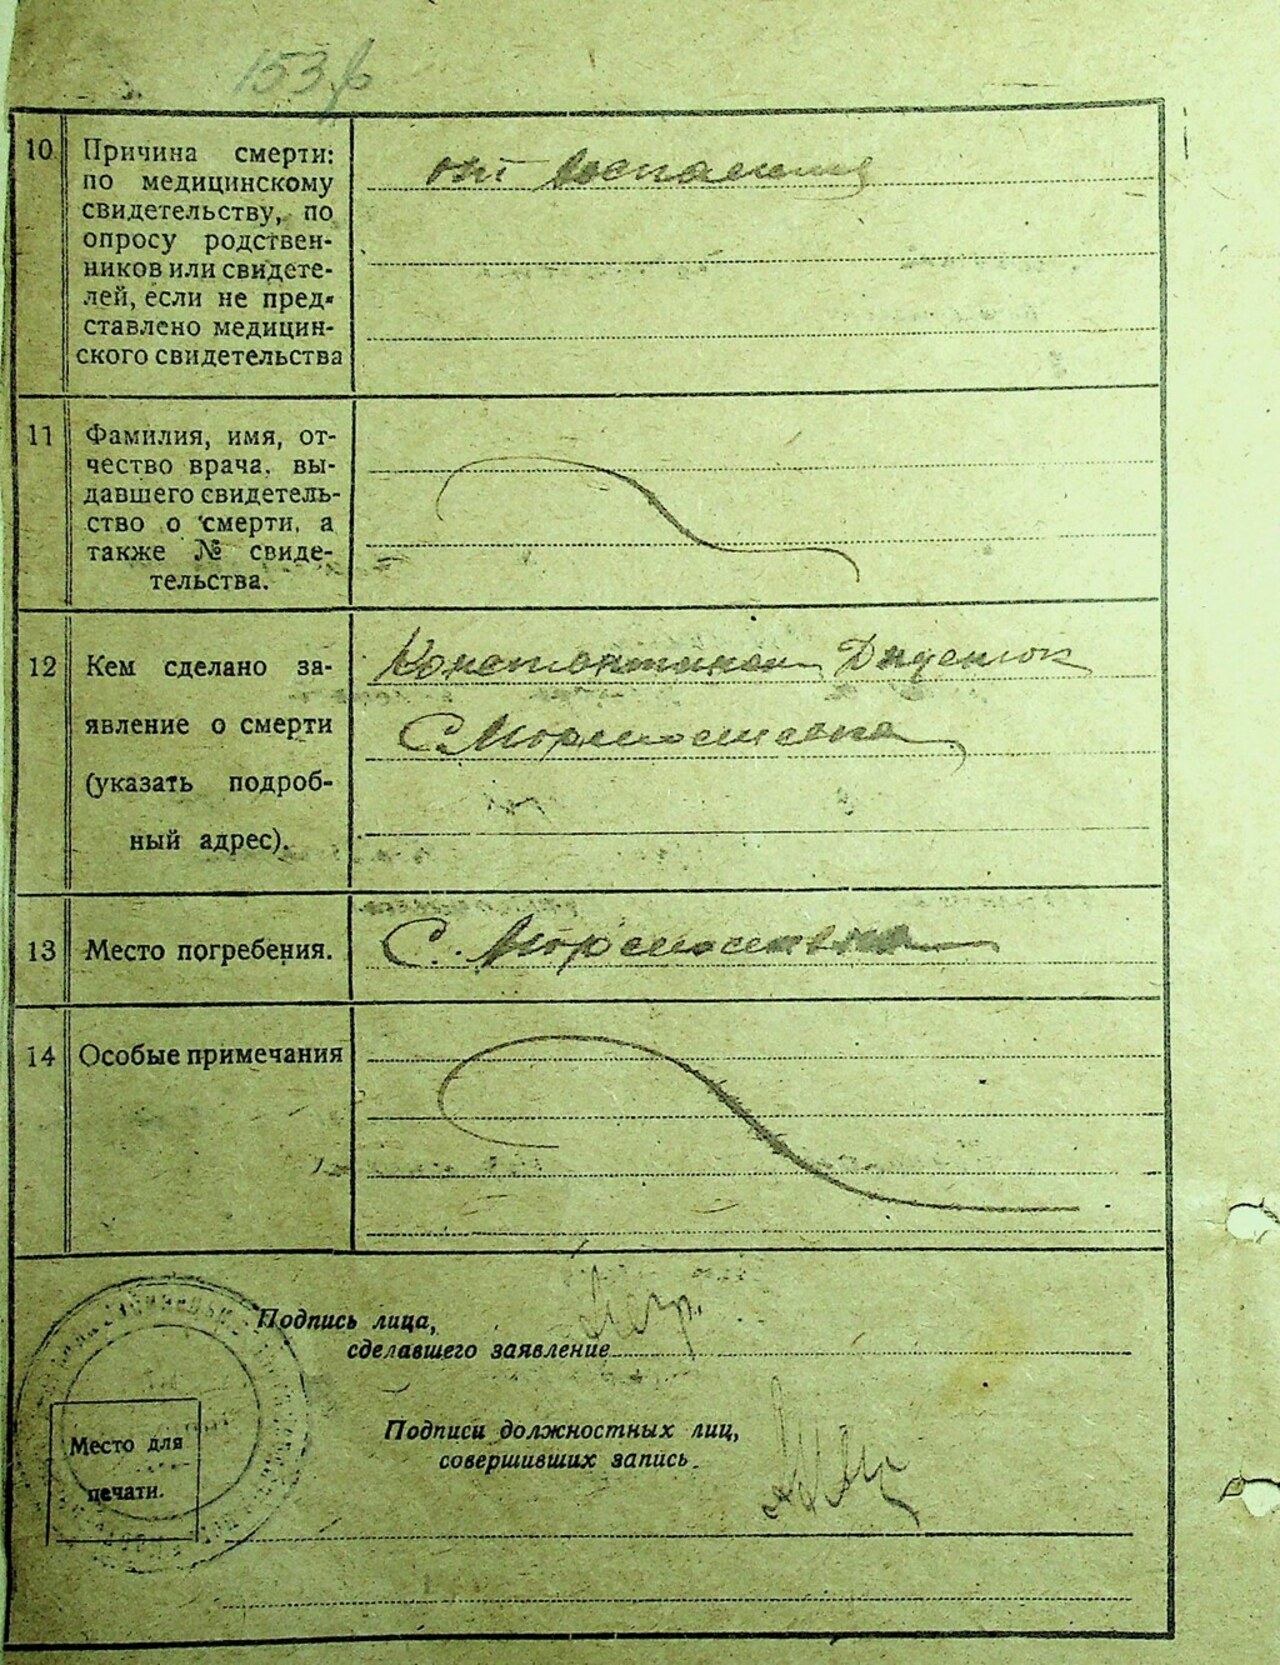 10 Причина смерти:
по медицинскому
свидетельству, по
опросу родствен-
ников или свидете-
лей, если не пред-
ставлено медицин-
ского свидетельства
от воспаления
11 Фамилия, имя, от-
чество врача, вы-
давшего свидетель-
ство о смерти, а
также № свиде-
тельства.
12 Кем сделано за-
явление о смерти
(указать подроб-
ный адрес).
Диденюк
С.
13 Место погребения.
С.
14 Особые примечания
Подпись лица,
сделавшего заявление
Подписи должностных лиц,
совершивших запись.
Место для
печати.